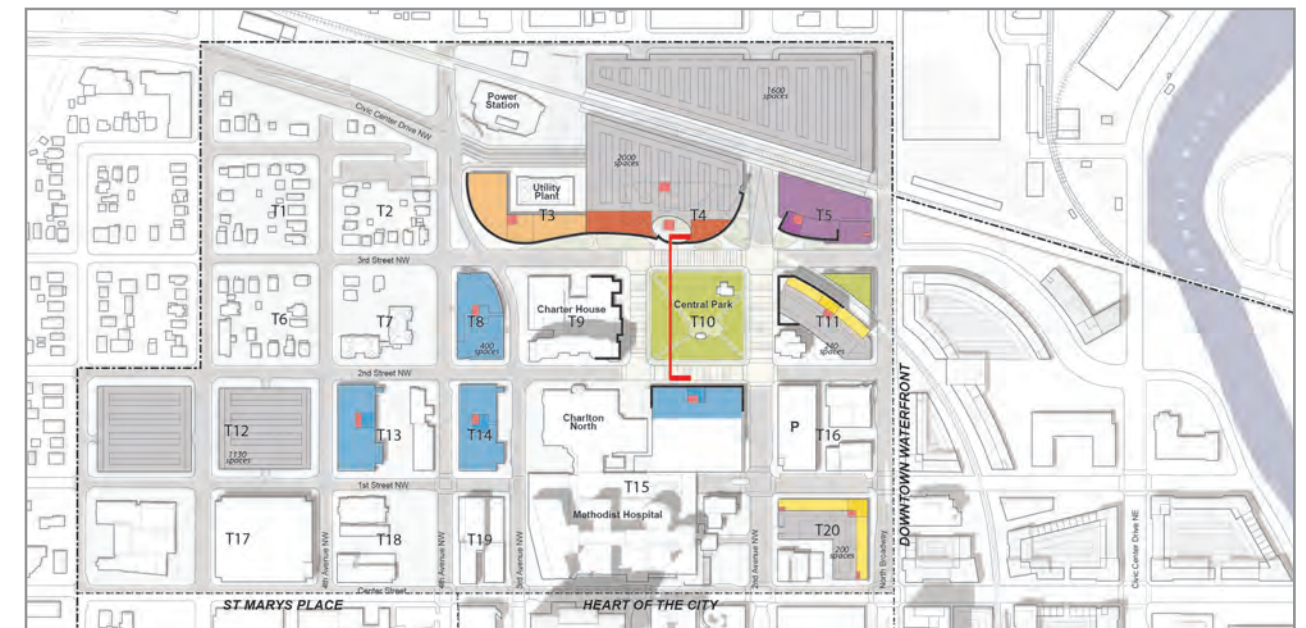 1600
spaces
Power
Station
Civic Center Drive NW
2000
spaces
Utility
Plant
T1
T2
T3
T4
T5
3rd Street NW
Charter House
Central Park
T6
T7
T8
T9
T10
T11
400
spaces
240
spaces
2nd Street NW
Charlton
North
P
T12
T13
T14
T16
1130
spaces
1st Street NW
T15
Methodist Hospital
DOWNTOWN WATERFRONT
T17
T18
T19
T20
200
spaces
4th Avenue NW
4th Avenue NW
3rd Avenue NW
2nd Avenue NW
North Broadway
Civic Center Drive NE
Center Street
ST MARYS PLACE
HEART OF THE CITY